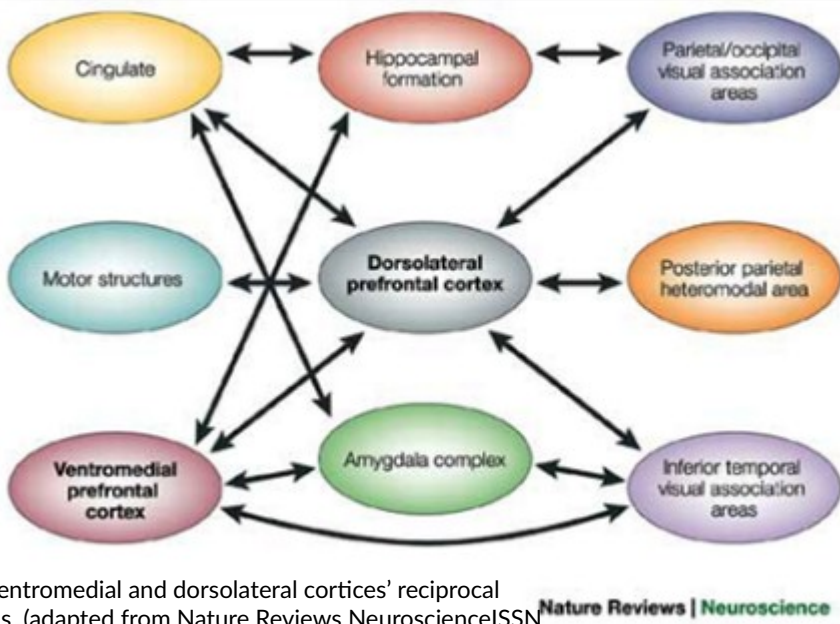 Cingulate
Hippocampal
formation
Parietal/occipital
visual association
areas
Motor structures
Dorsolateral
prefrontal cortex
Posterior parietal
heteromodal area
Ventromedial
prefrontal
cortex
Amygdala complex
Inferior temporal
visual association
areas
entromedial and dorsolateral cortices’ reciprocal
s. (adapted from Nature Reviews NeuroscienceISSN
Nature Reviews | Neuroscience